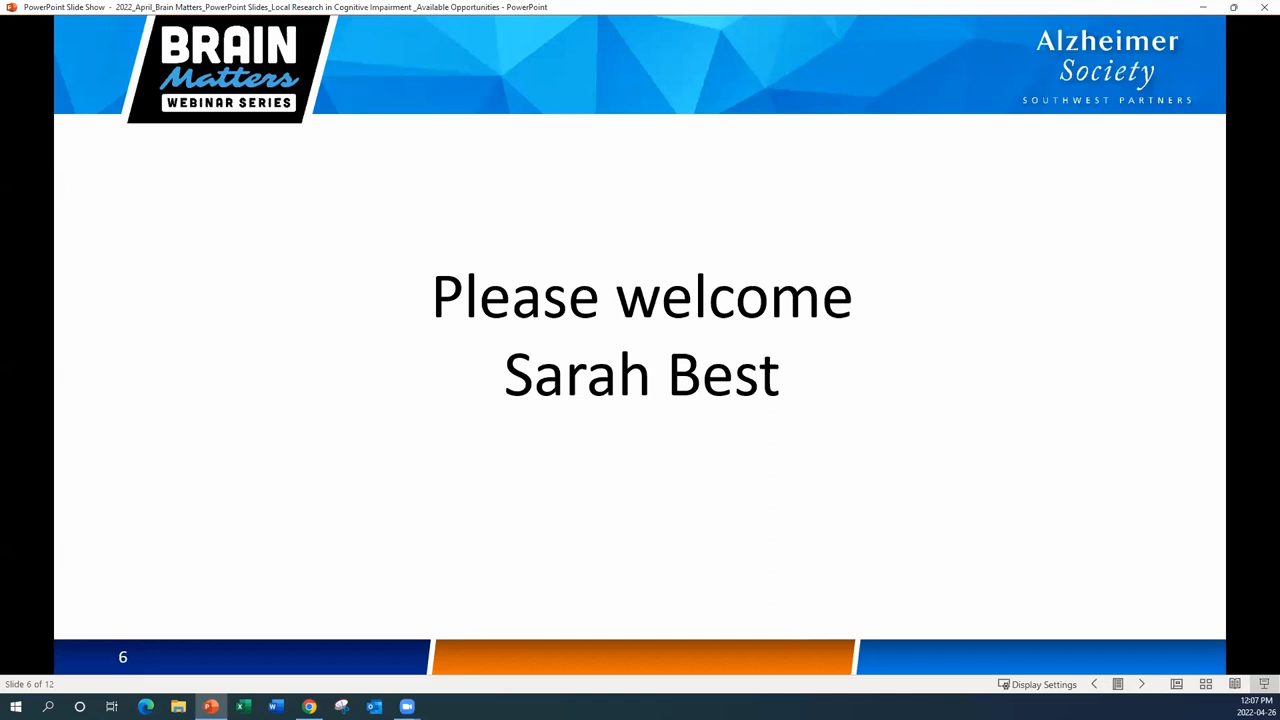 PowerPoint Slide Show - 2022_April_Brain Matters_PowerPoint Slides_Local Research in Cognitive Impairment _Available Opportunities - PowerPoint
BRAIN
Matters
WEBINAR SERIES
Alzheimer
Society
SOUTHWEST PARTNERS
Please welcome
Sarah Best
6
Slide 6 of 12
Display Settings
12:07 PM
2022-04-26